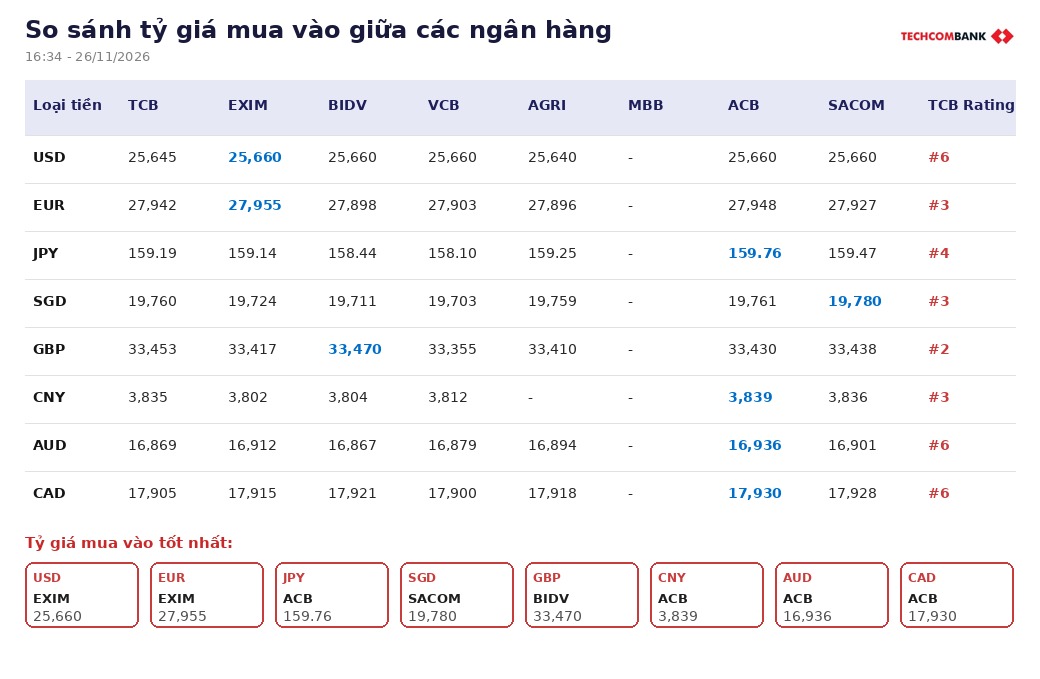 So sánh tỷ giá mua vào giữa các ngân hàng
TECHCOMBANK
16:34 - 26/11/2026
Loại tiền TCB EXIM BIDV VCB AGRI MBB ACB SACOM TCB Rating
USD 25,645 25,660 25,660 25,660 25,640 - 25,660 25,660 #6
EUR 27,942 27,955 27,898 27,903 27,896 - 27,948 27,927 #3
JPY 159.19 159.14 158.44 158.10 159.25 - 159.76 159.47 #4
SGD 19,760 19,724 19,711 19,703 19,759 - 19,761 19,780 #3
GBP 33,453 33,417 33,470 33,355 33,410 - 33,430 33,438 #2
CNY 3,835 3,802 3,804 3,812 - - 3,839 3,836 #3
AUD 16,869 16,912 16,867 16,879 16,894 - 16,936 16,901 #6
CAD 17,905 17,915 17,921 17,900 17,918 - 17,930 17,928 #6
Tỷ giá mua vào tốt nhất:
USD EUR JPY SGD GBP CNY AUD CAD
EXIM EXIM ACB SACOM BIDV ACB ACB ACB
25,660 27,955 159.76 19,780 33,470 3,839 16,936 17,930